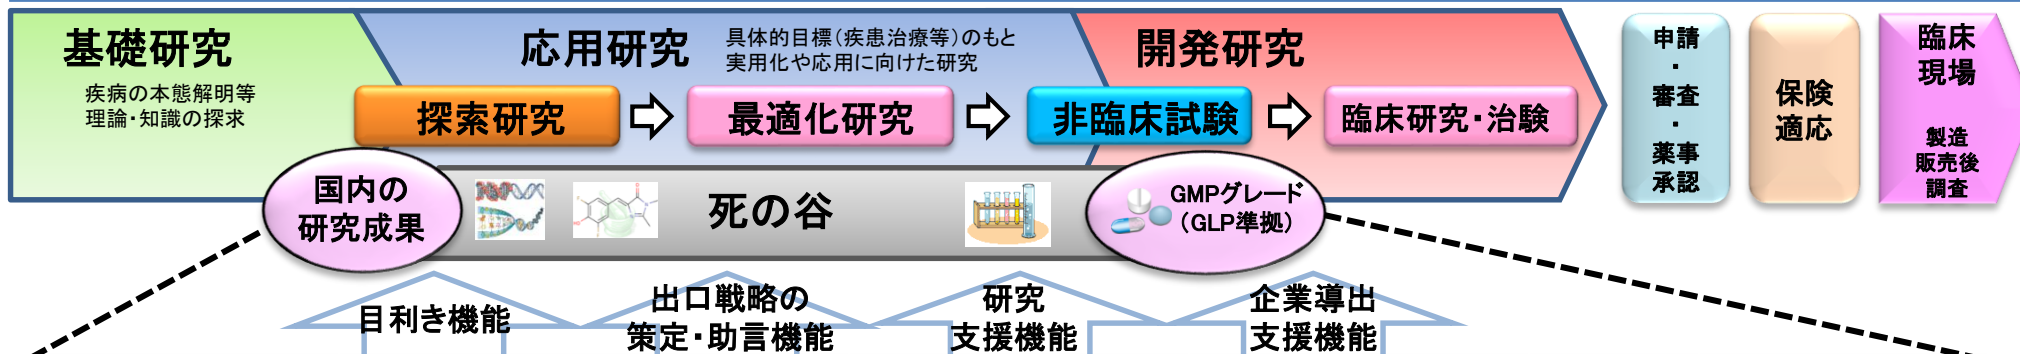 基礎研究
疾病の本態解明等
理論・知識の探求
応用研究
具体的目標(疾患治療等)のもと
実用化や応用に向けた研究
開発研究
探索研究
最適化研究
非臨床試験
臨床研究・治験
国内の
研究成果
死の谷
GMPグレード
(GLP準拠)
申請
・
審査
・
薬事
承認
保険
適応
臨床
現場
製造
販売後
調査
目利き機能
出口戦略の
策定・助言機能
研究
支援機能
企業導出
支援機能